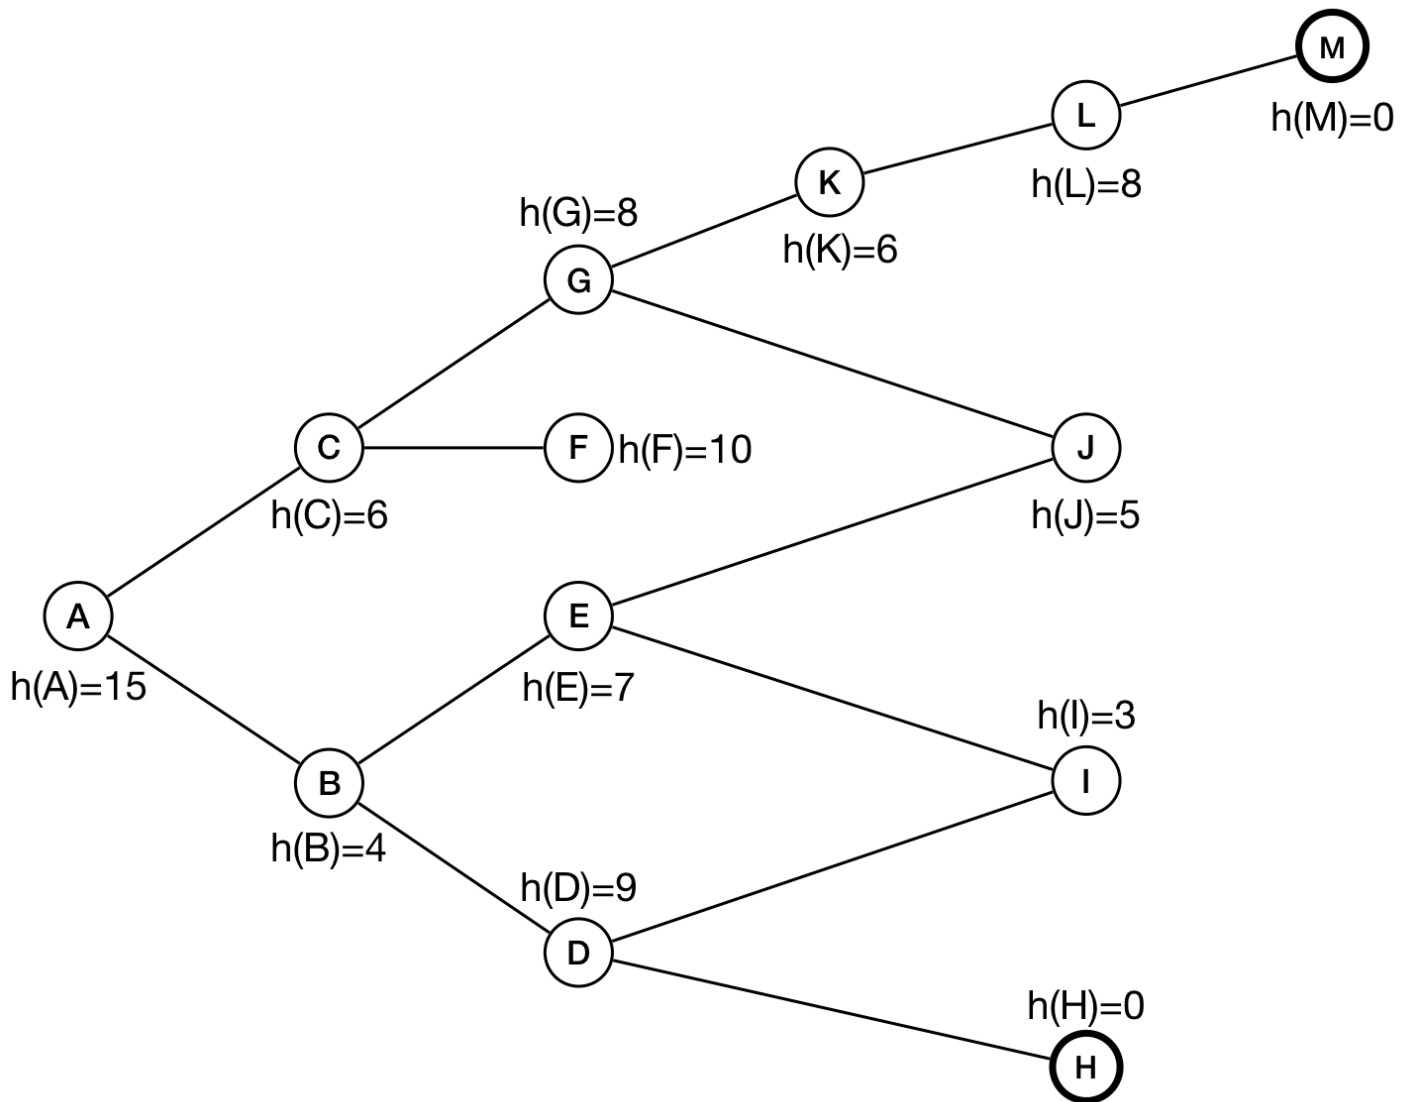 M
h(M)=0
L
h(L)=8
K
h(K)=6
h(G)=8
G
C
h(C)=6
F
h(F)=10
J
h(J)=5
A
h(A)=15
E
h(E)=7
h(I)=3
I
B
h(B)=4
h(D)=9
D
h(H)=0
H